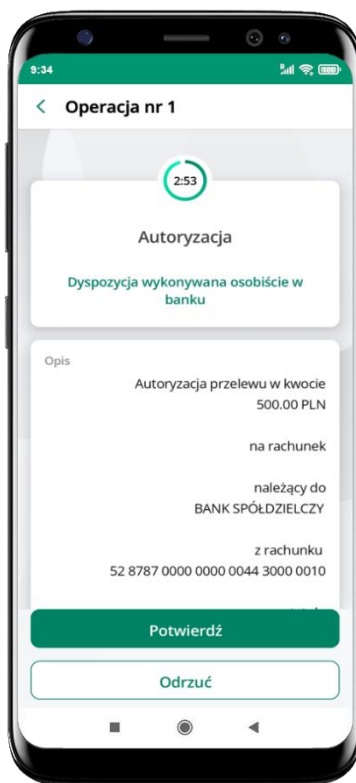 9:34
Operacja nr 1
2:53
Autoryzacja
Dyspozycja wykonywana osobiście w
banku
Opis
Autoryzacja przelewu w kwocie
500.00 PLN
na rachunek
należący do
BANK SPÓŁDZIELCZY
z rachunku
52 8787 0000 0000 0044 3000 0010
Potwierdź
Odrzuć